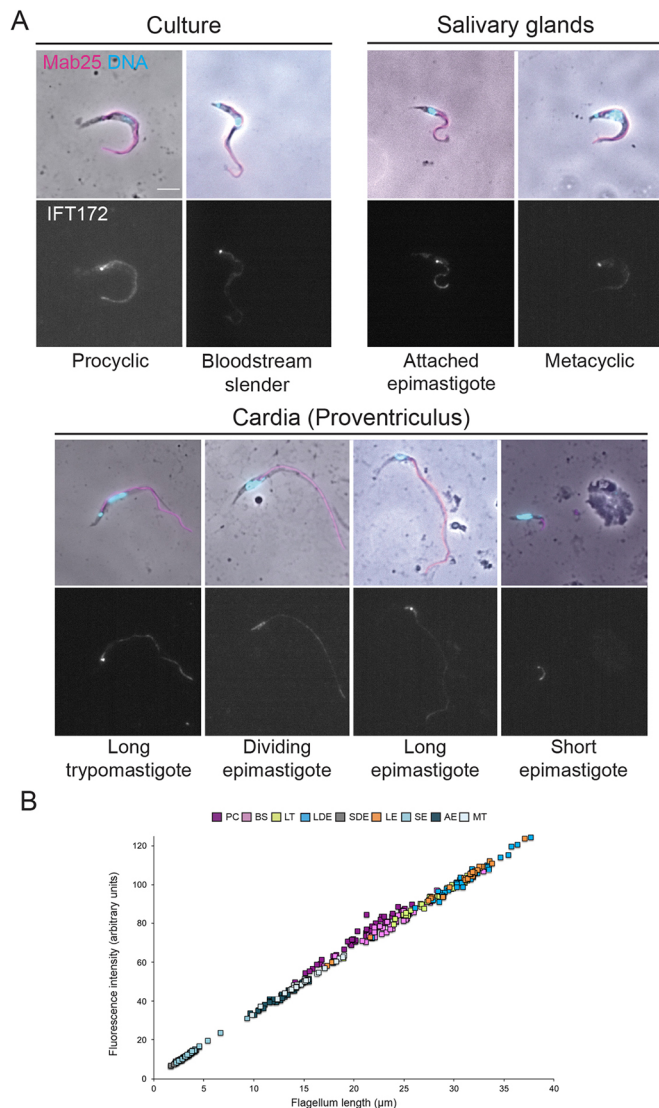 A
Culture
Salivary glands
Mab25 DNA
IFT172
Procyclic
Bloodstream
slender
Attached
epimastigote
Metacyclic
Cardia (Proventriculus)
Long
trypomastigote
Dividing
epimastigote
Long
epimastigote
Short
epimastigote
B
PC BS LT LDE SDE LE SE AE MT
Fluorescence intensity (arbitrary units)
120
100
80
60
40
20
0
0 5 10 15 20 25 30 35 40
Flagellum length (µm)